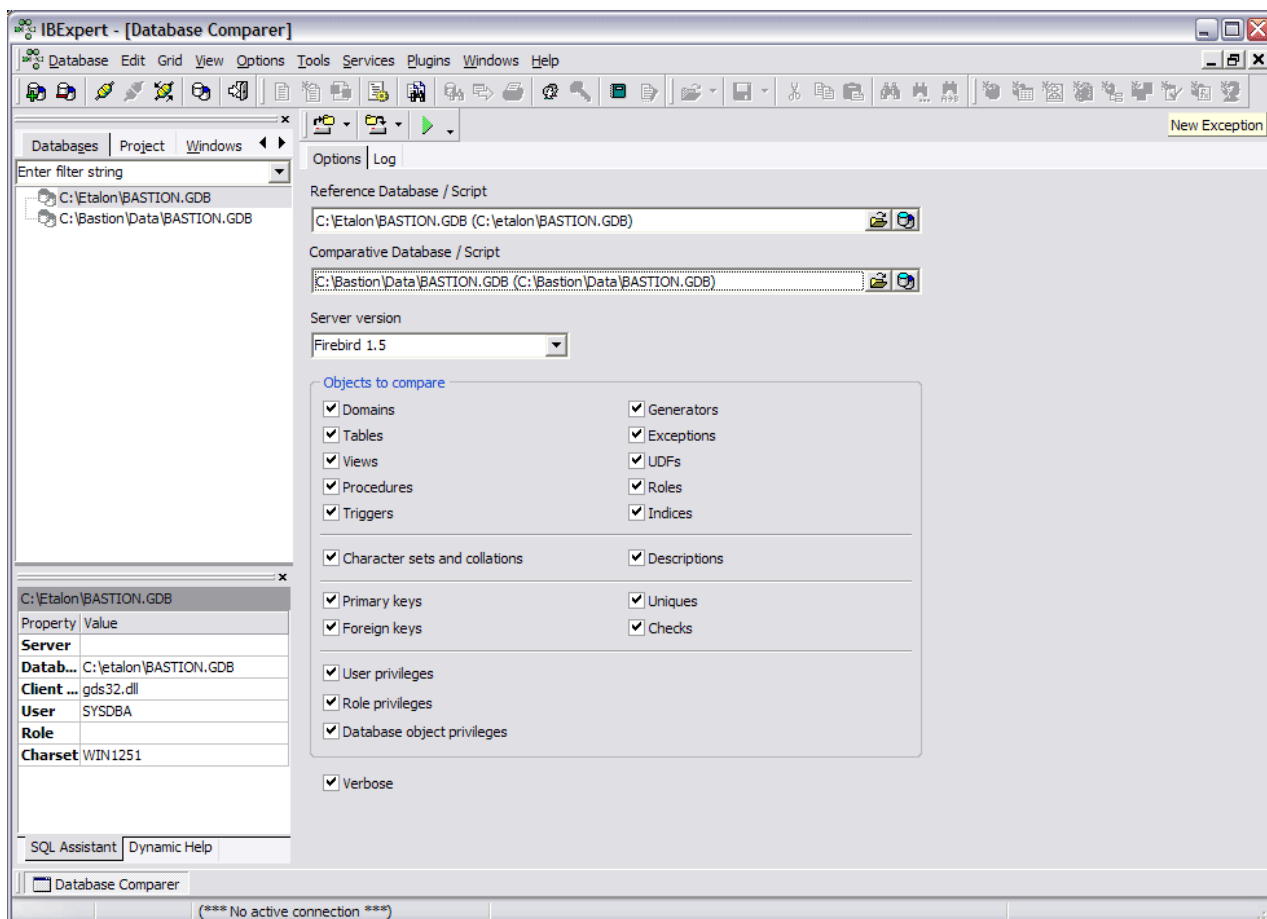 IBExpert - [Database Comparer]
Database Edit Grid View Options Tools Services Plugins Windows Help
New Exception
Databases Project Windows
Enter filter string
C:\Etalon\BASTION.GDB
C:\Bastion\Data\BASTION.GDB
Options Log
Reference Database / Script
C:\Etalon\BASTION.GDB (C:\etalon\BASTION.GDB)
Comparative Database / Script
C:\Bastion\Data\BASTION.GDB (C:\Bastion\Data\BASTION.GDB)
Server version
Firebird 1.5
Objects to compare
Domains Generators
Tables Exceptions
Views UDFs
Procedures Roles
Triggers Indices
Character sets and collations Descriptions
Primary keys Uniques
Foreign keys Checks
User privileges
Role privileges
Database object privileges
Verbose
C:\Etalon\BASTION.GDB
Property Value
Server
Datab... C:\etalon\BASTION.GDB
Client ... gds32.dll
User SYSDBA
Role
Charset WIN1251
SQL Assistant Dynamic Help
Database Comparer
(*** No active connection ***)